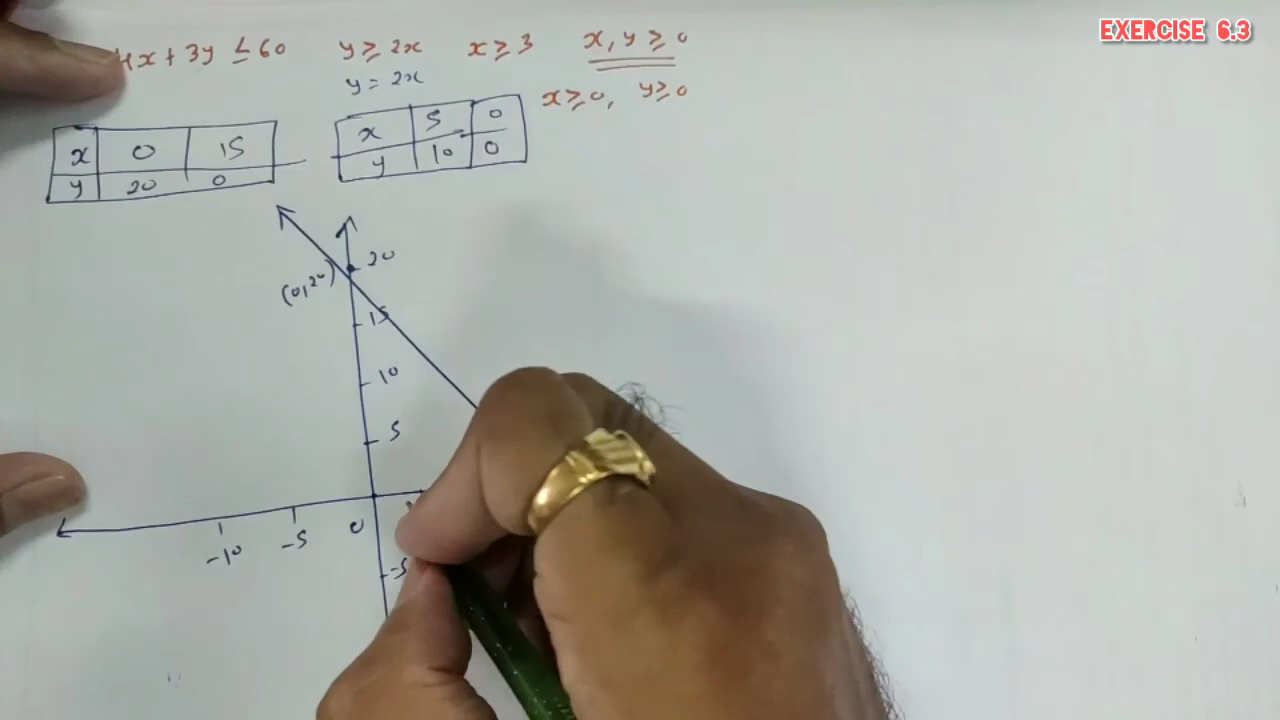 EXERCISE 6.3
4x + 3y ≤ 60 y ≥ 2x x ≥ 3 x, y ≥ 0
y = 2x
x ≥ 0, y ≥ 0
x 0 15
y 20 0
x 5 0
y 10 0
20
(0,20)
15
10
5
0
-10 -5
-5